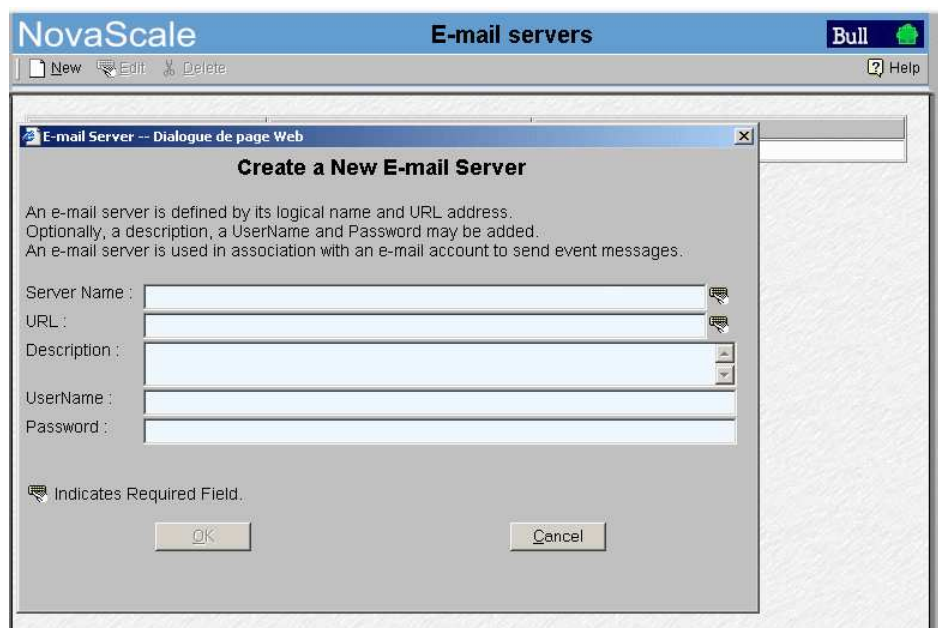 NovaScale E-mail servers Bull
New Edit Delete Help
E-mail Server -- Dialogue de page Web
Create a New E-mail Server
An e-mail server is defined by its logical name and URL address.
Optionally, a description, a UserName and Password may be added.
An e-mail server is used in association with an e-mail account to send event messages.
Server Name :
URL :
Description :
UserName :
Password :
Indicates Required Field.
OK Cancel